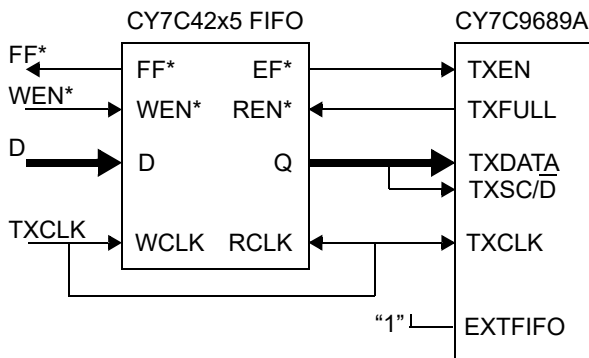 CY7C42x5 FIFO CY7C9689A
FF* FF* EF* TXEN
WEN* WEN* REN* TXFULL
D D Q TXDATA
TXSC/D̅
TXCLK WCLK RCLK TXCLK
“1” EXTFIFO